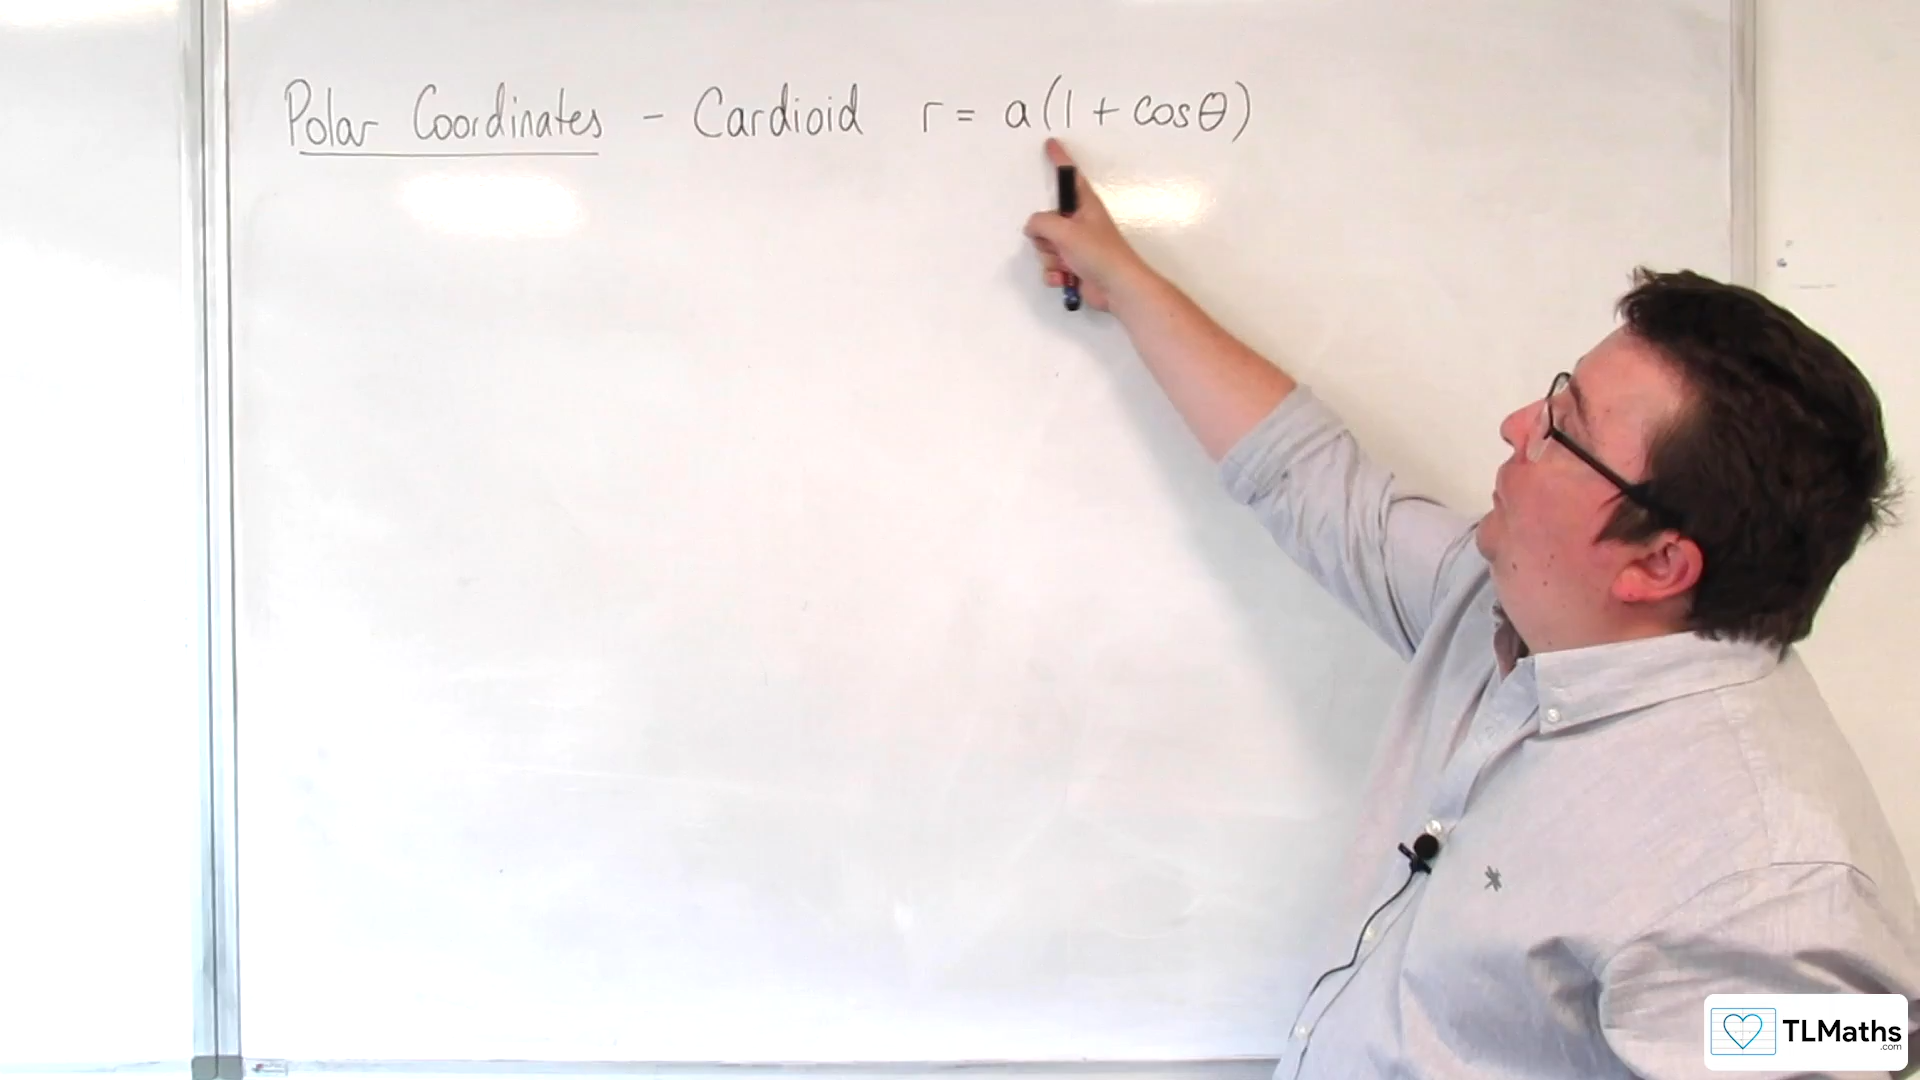 Polar Coordinates - Cardioid r = a(1 + cosθ)
TLMaths
.com